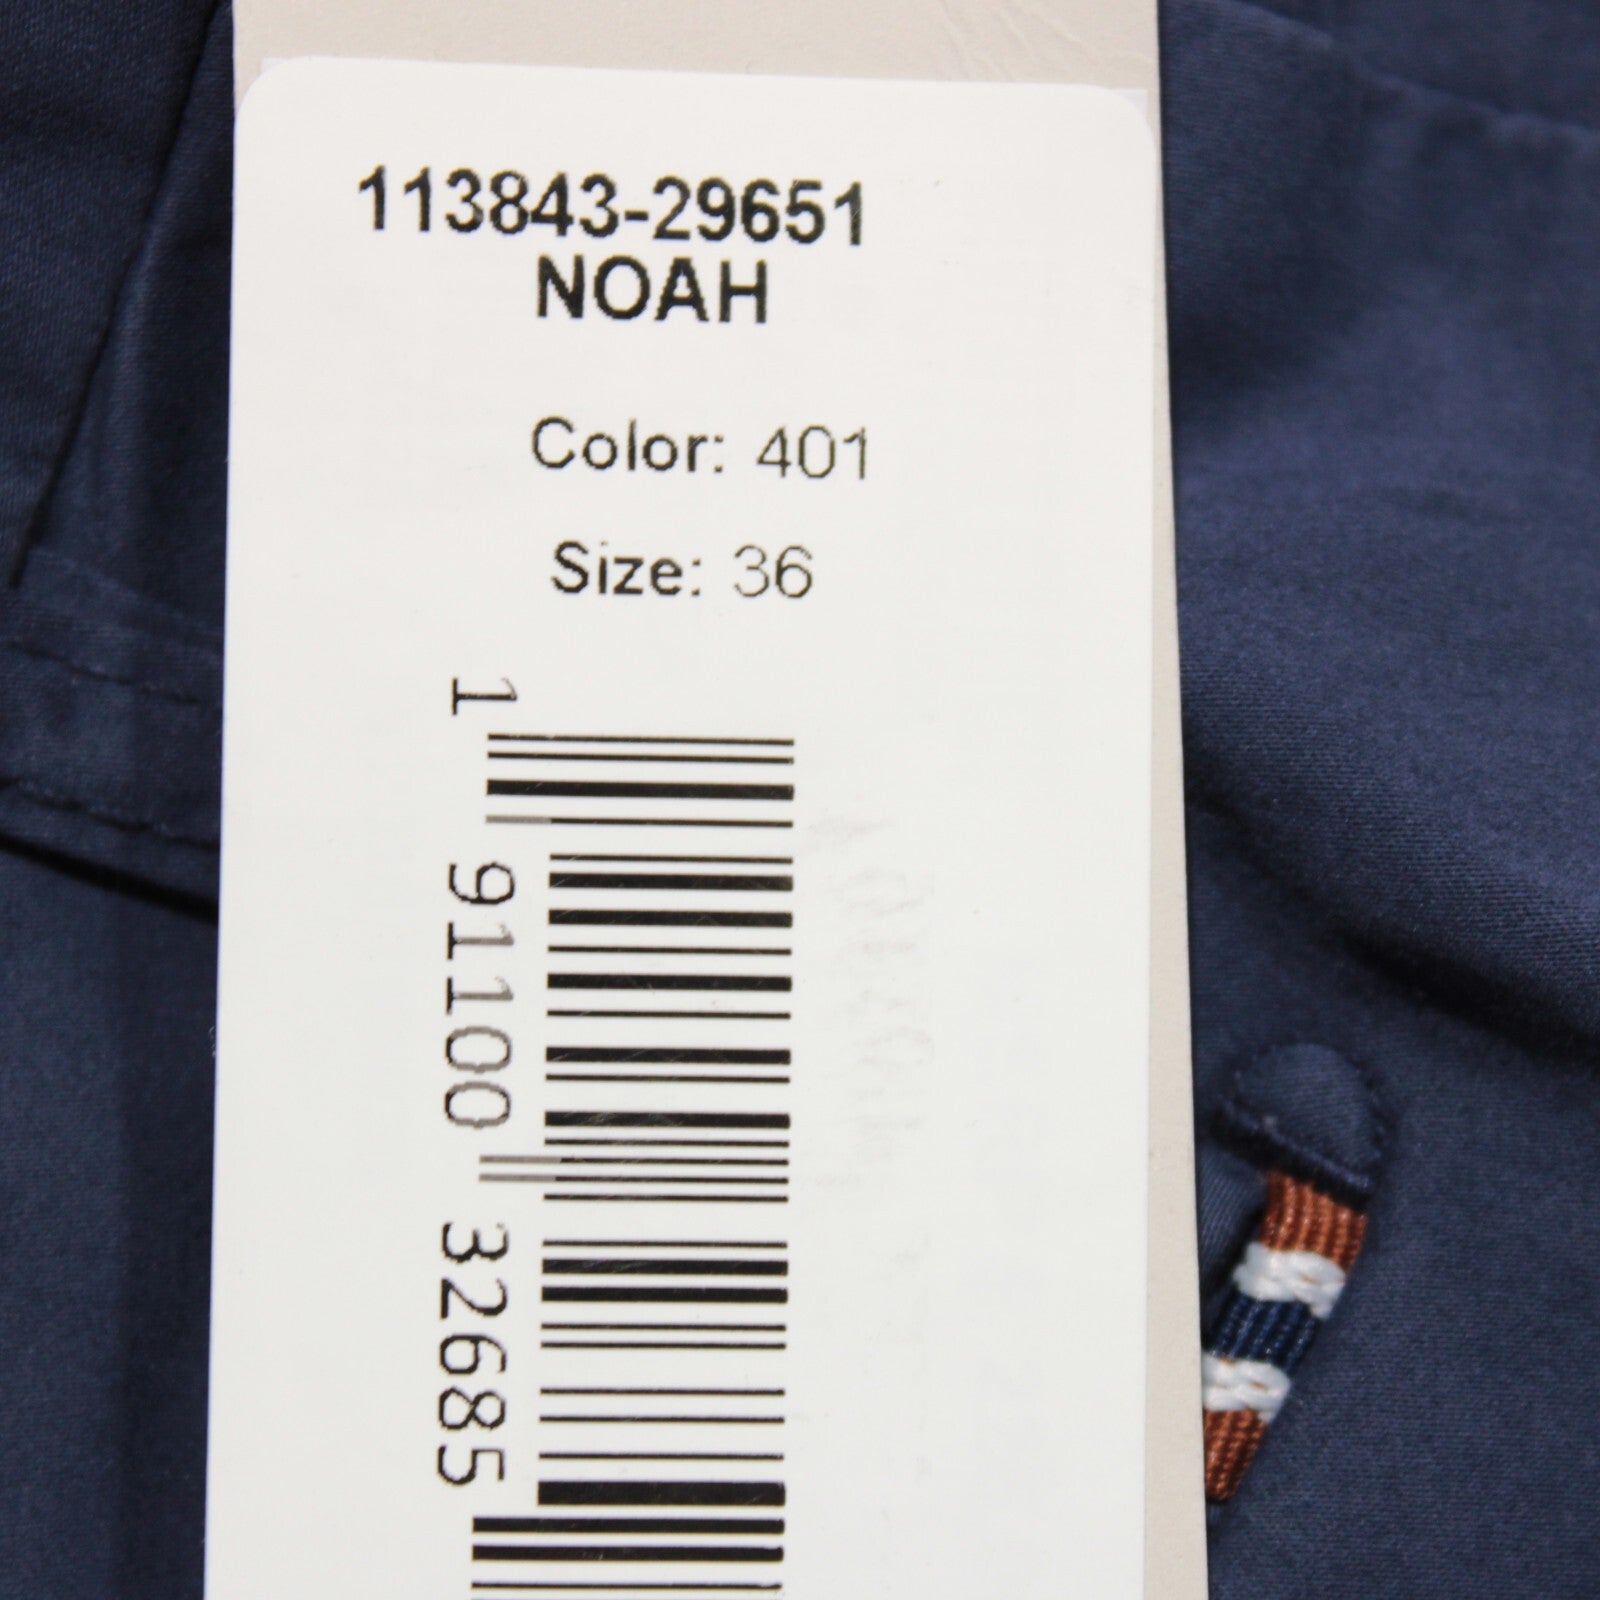 113843-29651
NOAH
Color: 401
Size: 36
1 91100 32685